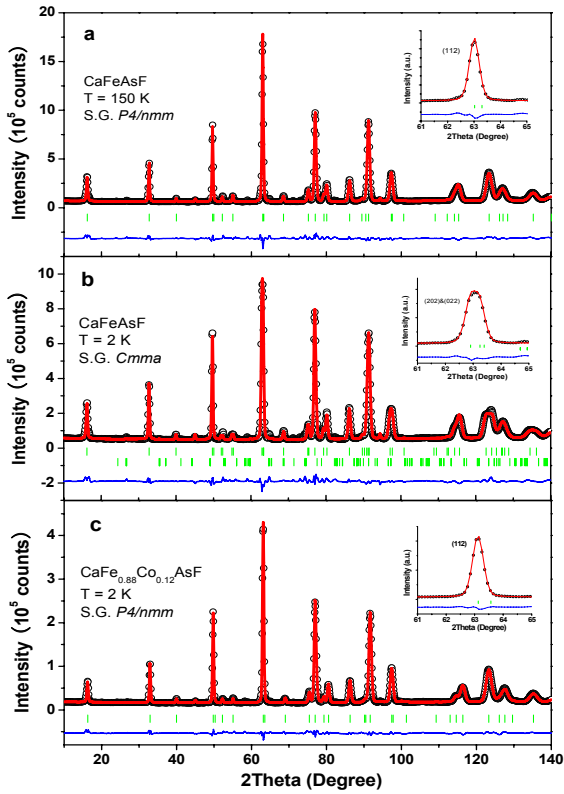 a
CaFeAsF
T = 150 K
S.G. P4/nmm
Intensity (10⁵ counts)
15
10
5
0
(112)
Intensity (a.u.)
61 62 63 64 65
2Theta (Degree)
b
CaFeAsF
T = 2 K
S.G. Cmma
Intensity (10⁵ counts)
10
8
6
4
2
0
-2
(202)&(022)
Intensity (a.u.)
61 62 63 64 65
2Theta (Degree)
c
CaFe₀.₈₈Co₀.₁₂AsF
T = 2 K
S.G. P4/nmm
Intensity (10⁵ counts)
4
3
2
1
0
(112)
Intensity (a.u.)
61 62 63 64 65
2Theta (Degree)
20 40 60 80 100 120 140
2Theta (Degree)